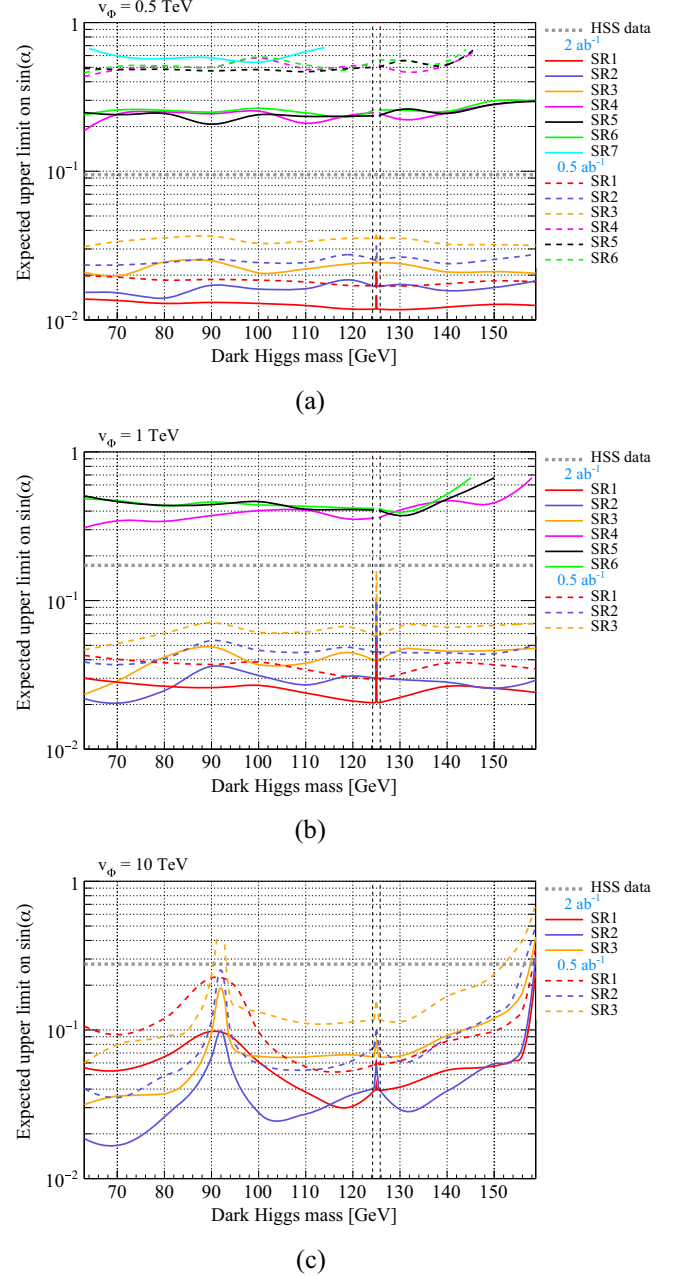 v_Φ = 0.5 TeV
Expected upper limit on sin(α)
1
10⁻¹
10⁻²
70 80 90 100 110 120 130 140 150
Dark Higgs mass [GeV]
HSS data
2 ab⁻¹
SR1
SR2
SR3
SR4
SR5
SR6
SR7
0.5 ab⁻¹
SR1
SR2
SR3
SR4
SR5
SR6
(a)
v_Φ = 1 TeV
Expected upper limit on sin(α)
1
10⁻¹
10⁻²
70 80 90 100 110 120 130 140 150
Dark Higgs mass [GeV]
HSS data
2 ab⁻¹
SR1
SR2
SR3
SR4
SR5
SR6
0.5 ab⁻¹
SR1
SR2
SR3
(b)
v_Φ = 10 TeV
Expected upper limit on sin(α)
1
10⁻¹
10⁻²
70 80 90 100 110 120 130 140 150
Dark Higgs mass [GeV]
HSS data
2 ab⁻¹
SR1
SR2
SR3
0.5 ab⁻¹
SR1
SR2
SR3
(c)